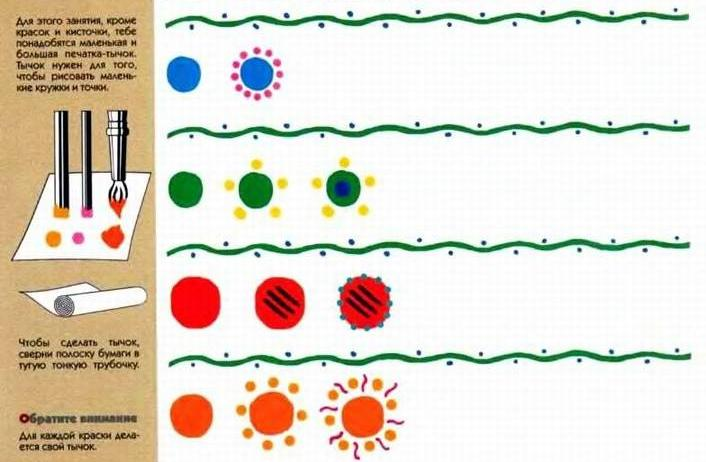 Для этого занятия, кроме
красок и кисточки, тебе
понадобятся маленькая и
большая печатка-тычок.
Тычок нужен для того,
чтобы рисовать малень-
кие кружки и точки.
Чтобы сделать тычок,
сверни полоску бумаги в
тугую тонкую трубочку.
Обратите внимание
Для каждой краски дела-
ется свой тычок.